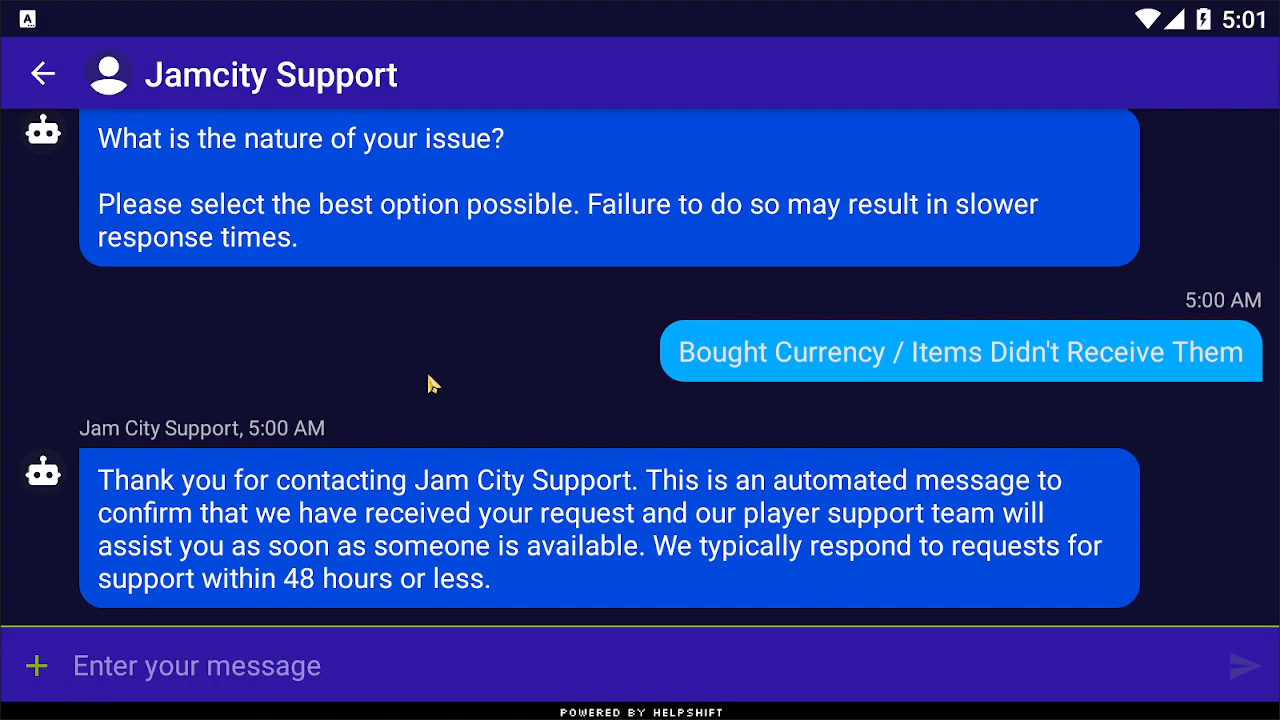 A
5:01
Jamcity Support
What is the nature of your issue?
Please select the best option possible. Failure to do so may result in slower
response times.
5:00 AM
Bought Currency / Items Didn't Receive Them
Jam City Support, 5:00 AM
Thank you for contacting Jam City Support. This is an automated message to
confirm that we have received your request and our player support team will
assist you as soon as someone is available. We typically respond to requests for
support within 48 hours or less.
Enter your message
POWERED BY HELPSHIFT